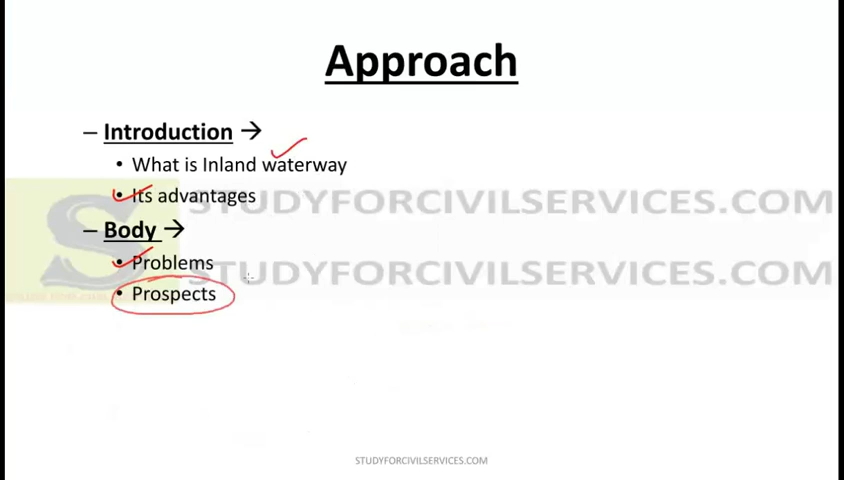 Approach
– Introduction →
• What is Inland waterway
• Its advantages
STUDYFORCIVILSERVICES.COM
– Body →
• Problems
STUDYFORCIVILSERVICES.COM
• Prospects
STUDYFORCIVILSERVICES.COM